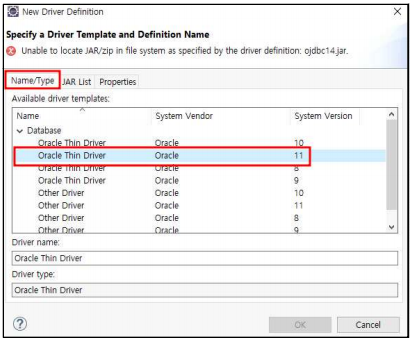 New Driver Definition
Specify a Driver Template and Definition Name
Unable to locate JAR/zip in file system as specified by the driver definition: ojdbc14.jar.
Name/Type JAR List Properties
Available driver templates:
Name System Vendor System Version
Database
Oracle Thin Driver Oracle 10
Oracle Thin Driver Oracle 11
Oracle Thin Driver Oracle 8
Oracle Thin Driver Oracle 9
Other Driver Oracle 10
Other Driver Oracle 11
Other Driver Oracle 8
Other Driver Oracle 9
Driver name:
Oracle Thin Driver
Driver type:
Oracle Thin Driver
OK Cancel